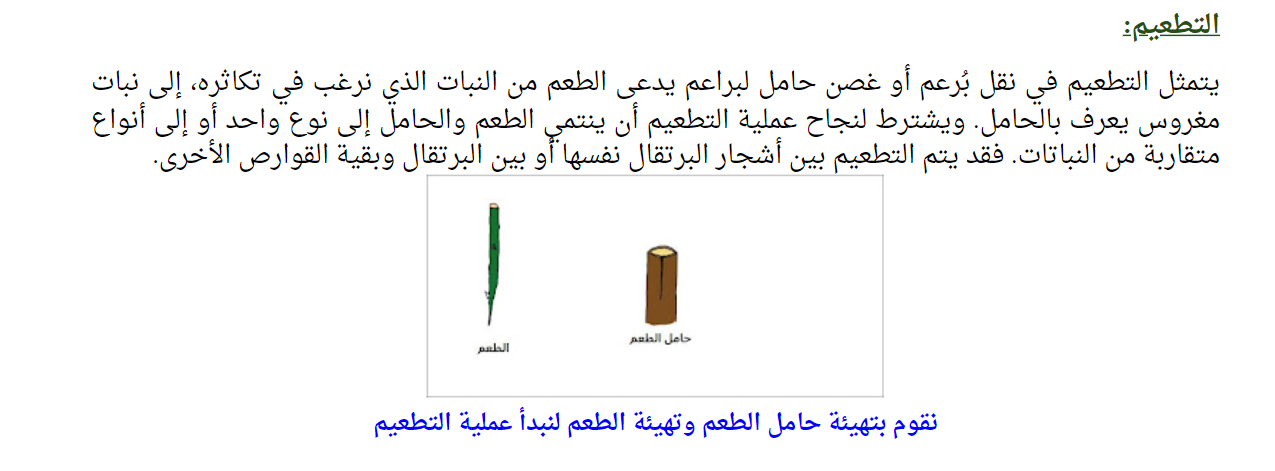 التطعيم:
يتمثل التطعيم في نقل بُرعم أو غصن حامل لبراعم يدعى الطعم من النبات الذي نرغب في تكاثره، إلى نبات
مغروس يعرف بالحامل. ويشترط لنجاح عملية التطعيم أن ينتمي الطعم والحامل إلى نوع واحد أو إلى أنواع
متقاربة من النباتات. فقد يتم التطعيم بين أشجار البرتقال نفسها أو بين البرتقال وبقية القوارص الأخرى.
حامل الطعم
الطعم
نقوم بتهيئة حامل الطعم وتهيئة الطعم لنبدأ عملية التطعيم